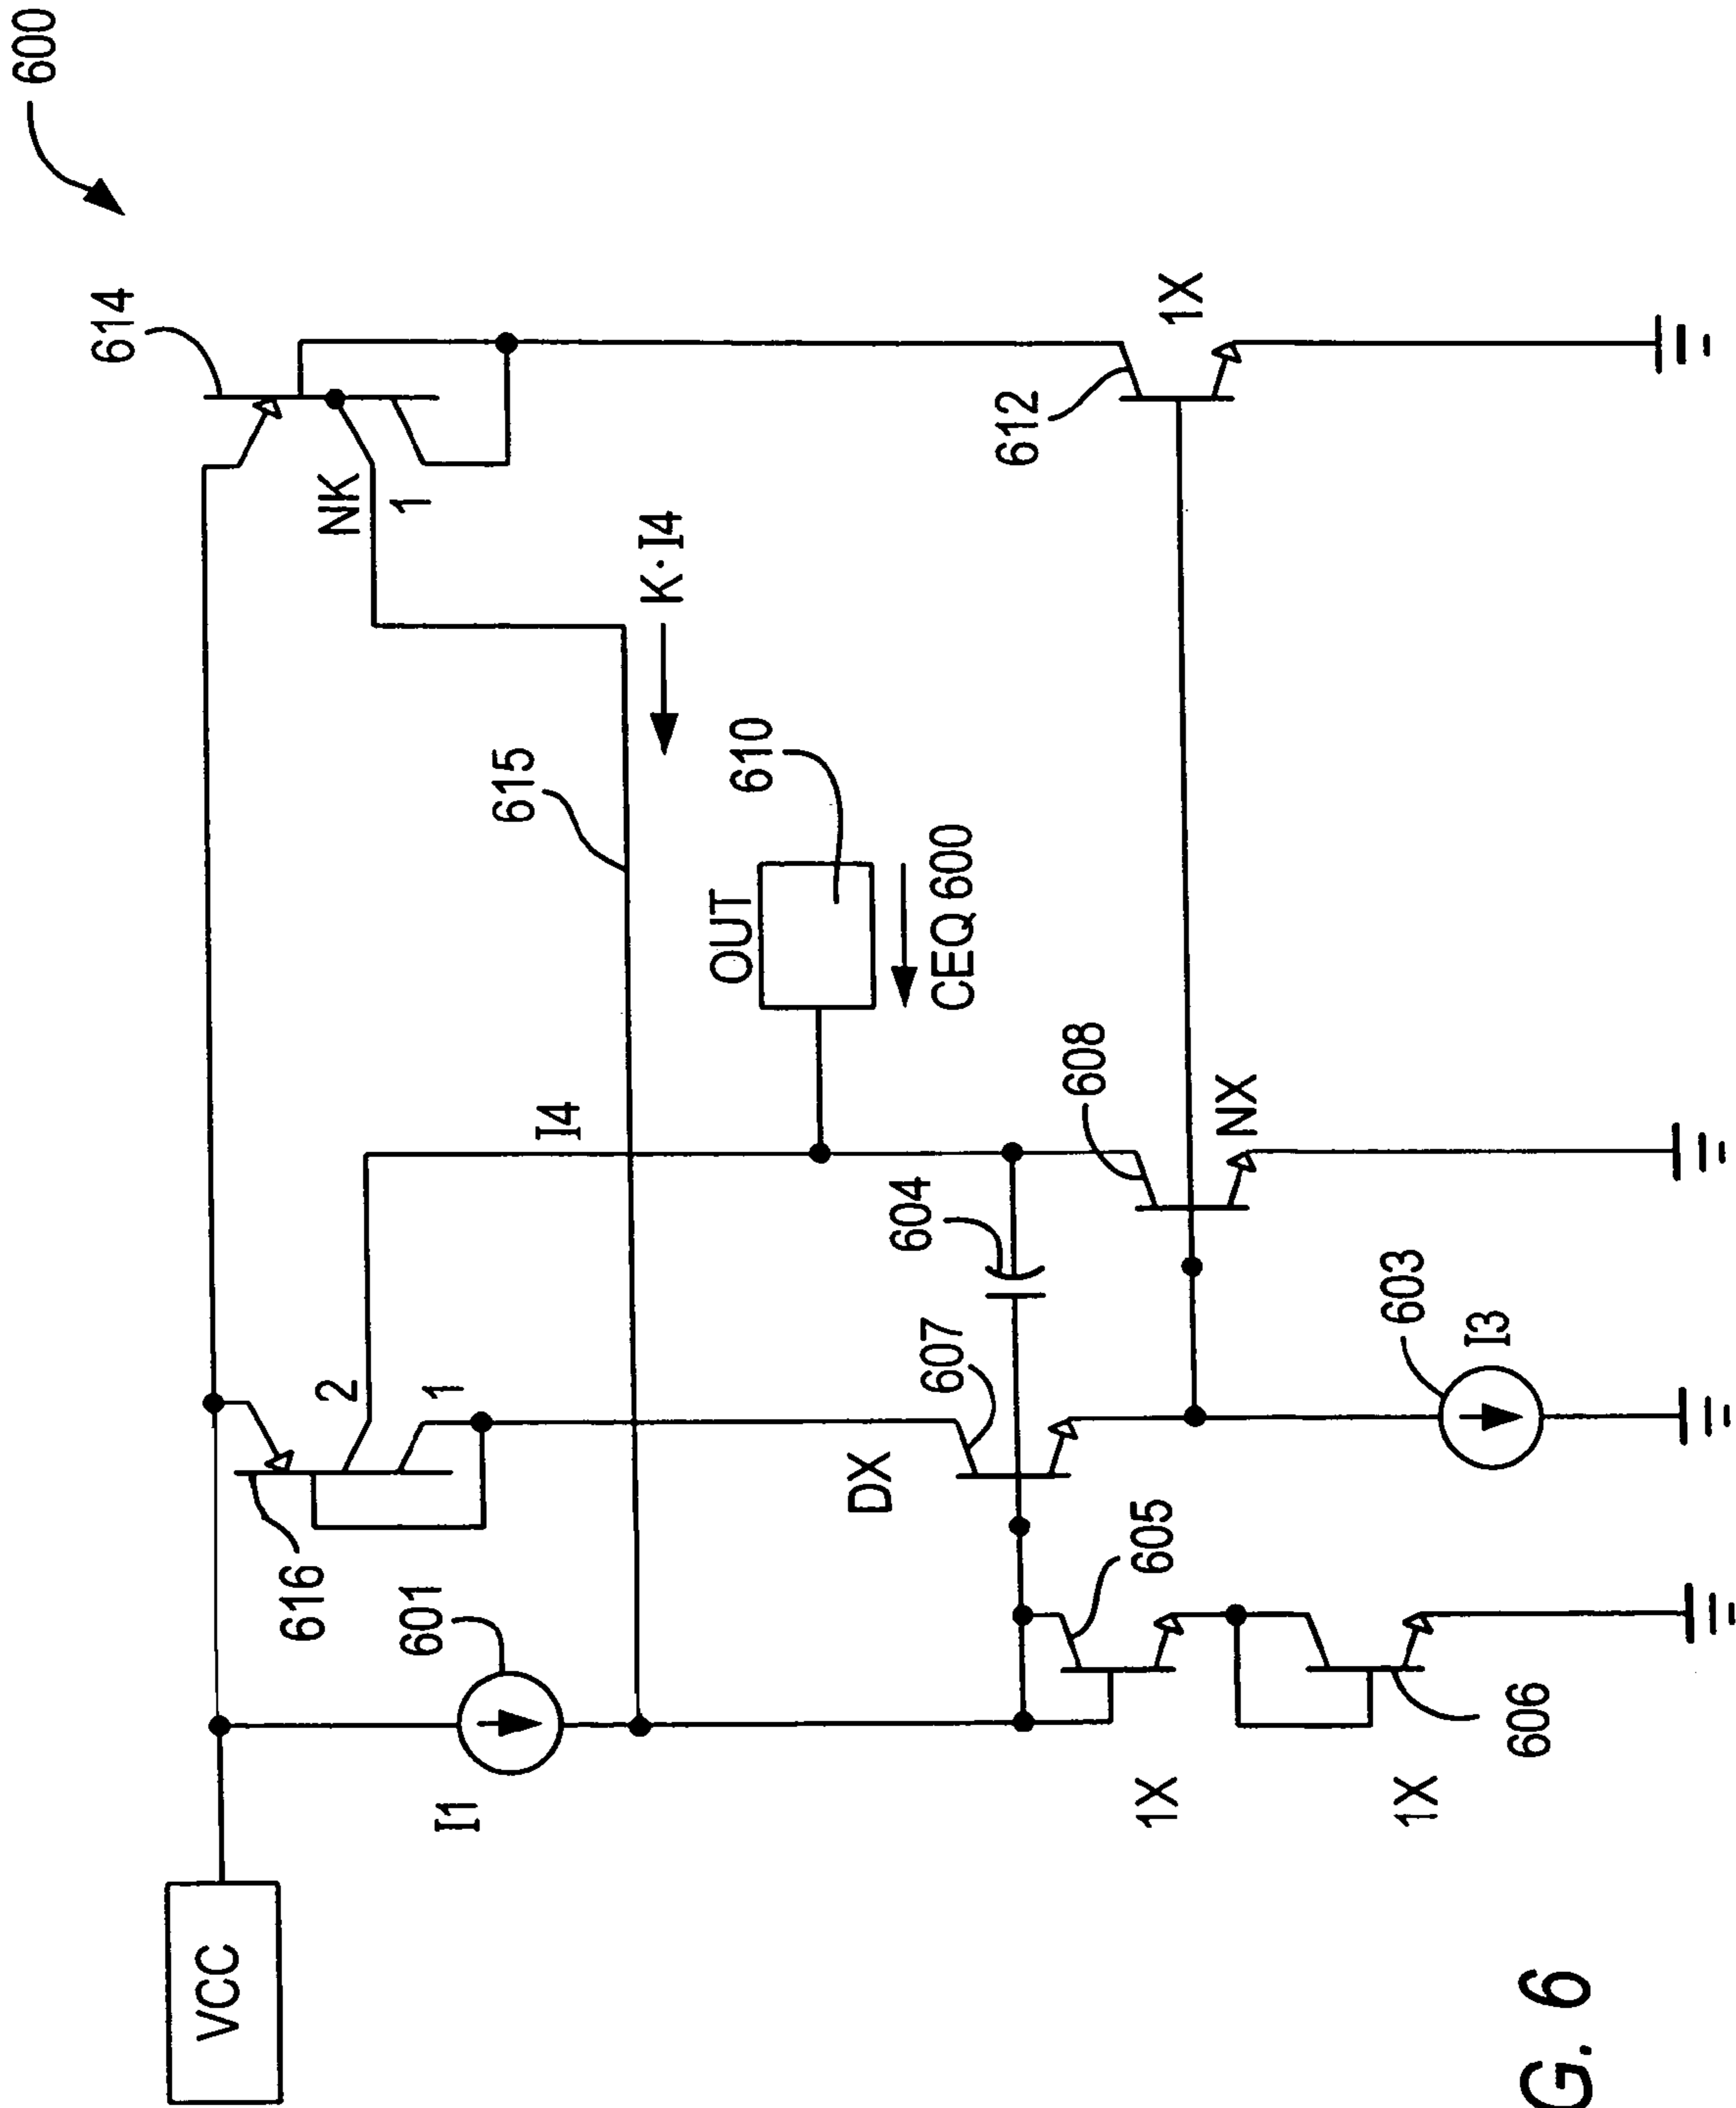 600
614
NK
1
K·I4
615
OUT
610
CEQ 600
612
1X
I4
2
1
616
601
I1
VCC
DX
607
604
608
NX
605
1X
606
1X
603
I3
G. 6